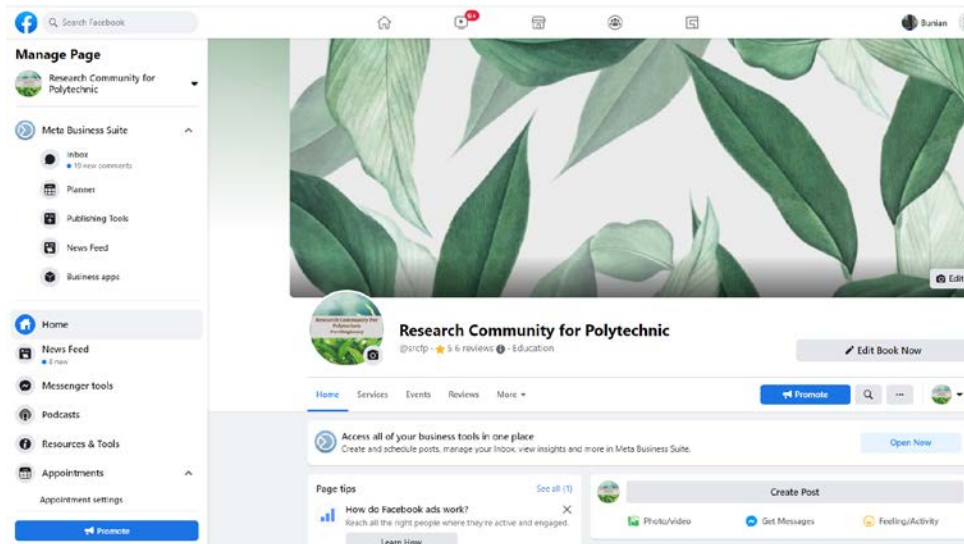 Search Facebook
9+
Bunian
Manage Page
Research Community for
Polytechnic
Meta Business Suite
Inbox
19 new comments
Planner
Publishing Tools
News Feed
Business apps
Home
News Feed
8 new
Messenger tools
Podcasts
Resources & Tools
Appointments
Appointment settings
Promote
Edit
Research Community For
Polytechnic
Research Community for Polytechnic
@srcfp · 5 6 reviews · Education
Edit Book Now
Home Services Events Reviews More
Promote
Access all of your business tools in one place
Create and schedule posts, manage your Inbox, view insights and more in Meta Business Suite.
Open Now
Page tips
See all (1)
How do Facebook ads work?
Reach all the right people where they're active and engaged.
Learn How
Create Post
Photo/video Get Messages Feeling/Activity